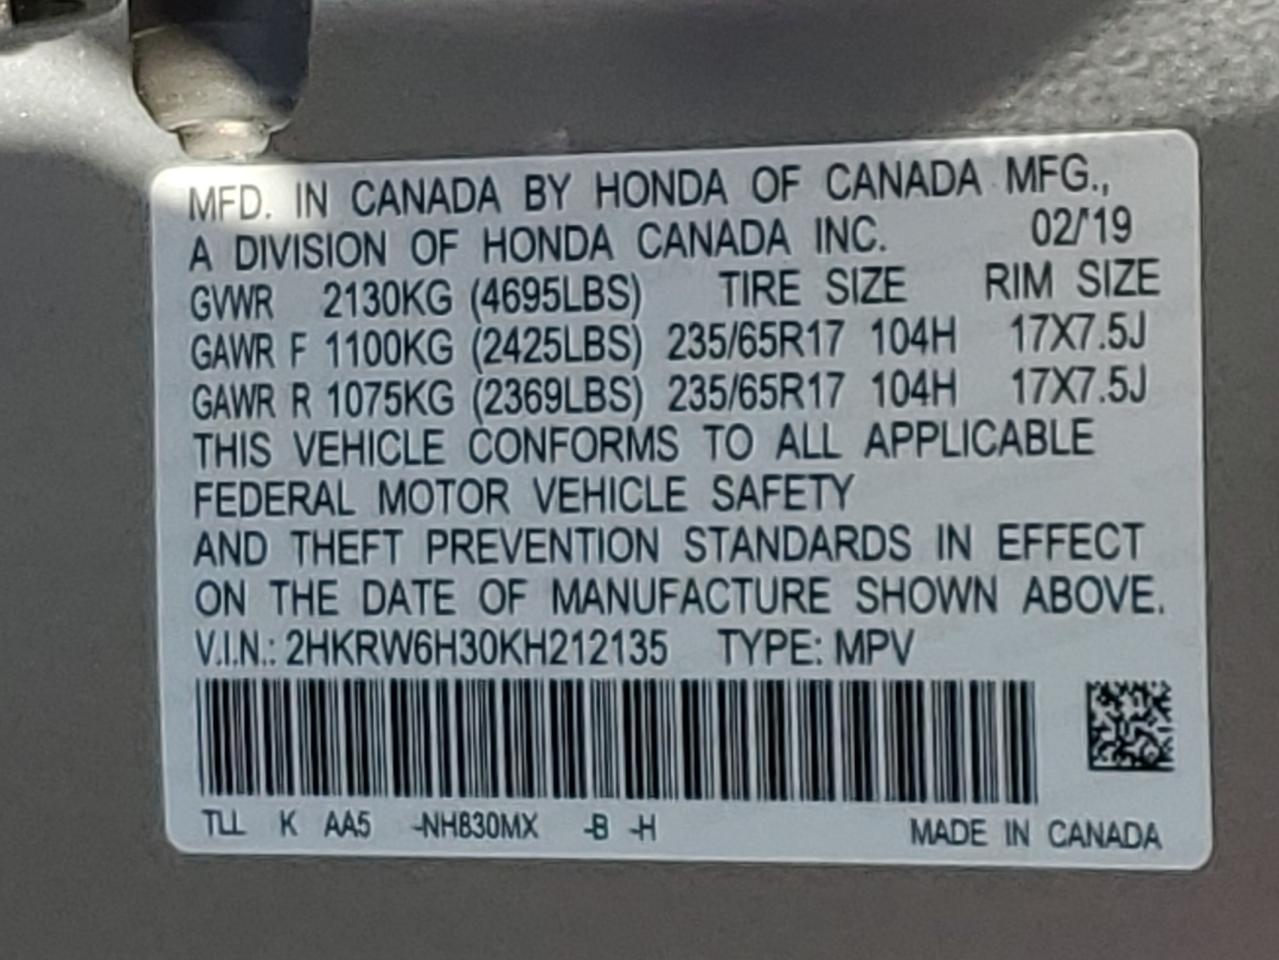 MFD. IN CANADA BY HONDA OF CANADA MFG.,
A DIVISION OF HONDA CANADA INC. 02/'19
GVWR 2130KG (4695LBS) TIRE SIZE RIM SIZE
GAWR F 1100KG (2425LBS) 235/65R17 104H 17X7.5J
GAWR R 1075KG (2369LBS) 235/65R17 104H 17X7.5J
THIS VEHICLE CONFORMS TO ALL APPLICABLE
FEDERAL MOTOR VEHICLE SAFETY
AND THEFT PREVENTION STANDARDS IN EFFECT
ON THE DATE OF MANUFACTURE SHOWN ABOVE.
V.I.N.: 2HKRW6H30KH212135 TYPE: MPV
TLL K AA5 -NH830MX -B -H MADE IN CANADA